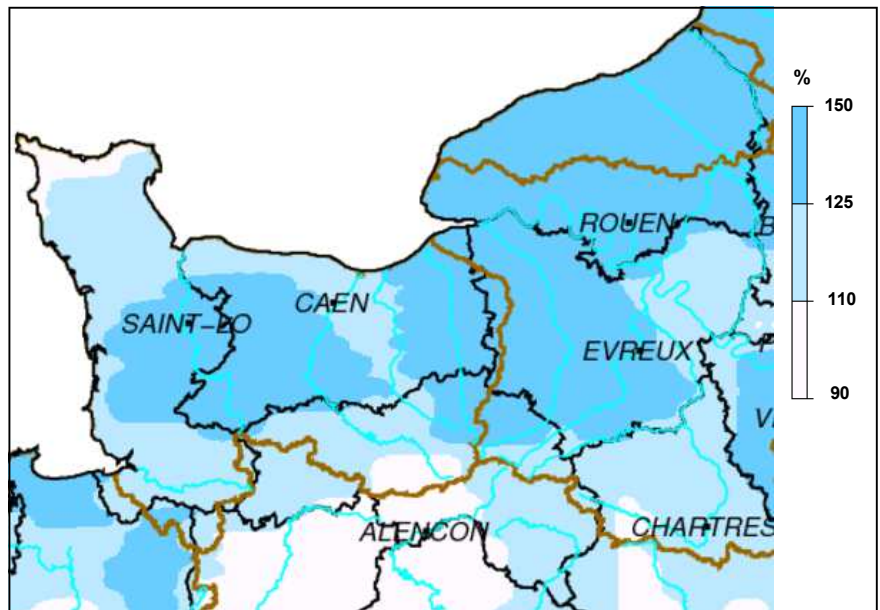 %
150
ROUEN
125
B
CAEN
110
SAINT-LO
EVREUX
90
ALENCON
CHARTRES